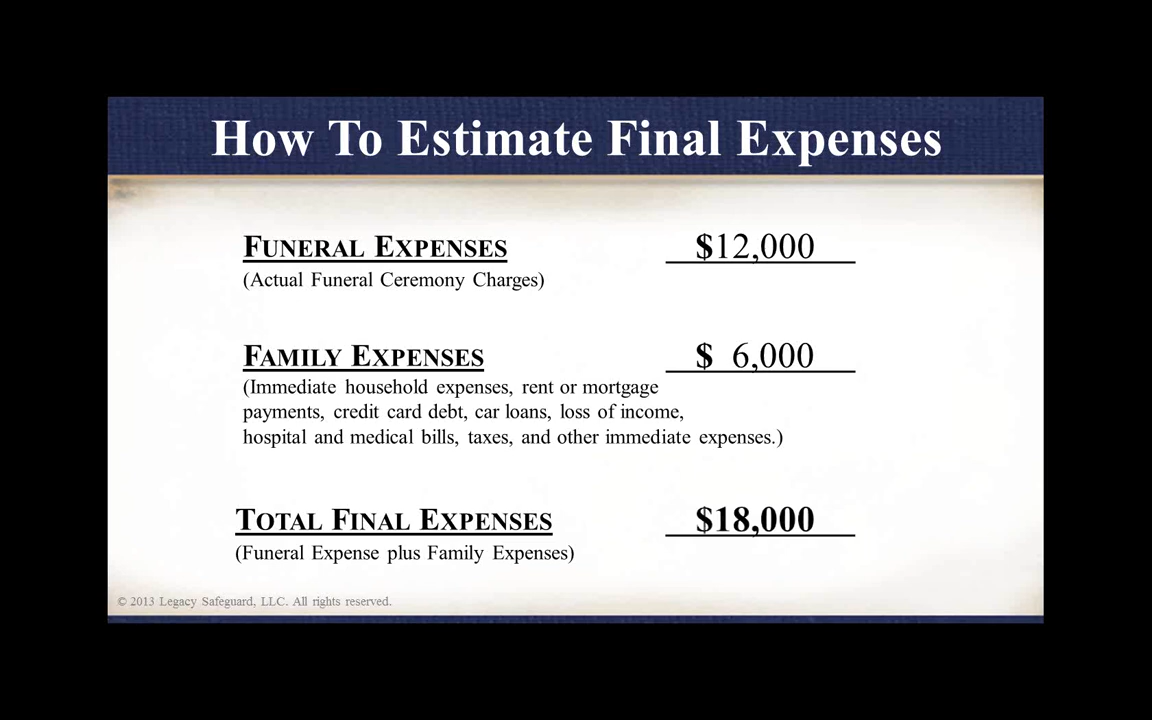 How To Estimate Final Expenses
FUNERAL EXPENSES $12,000
(Actual Funeral Ceremony Charges)
FAMILY EXPENSES $ 6,000
(Immediate household expenses, rent or mortgage
payments, credit card debt, car loans, loss of income,
hospital and medical bills, taxes, and other immediate expenses.)
TOTAL FINAL EXPENSES $18,000
(Funeral Expense plus Family Expenses)
© 2013 Legacy Safeguard, LLC. All rights reserved.